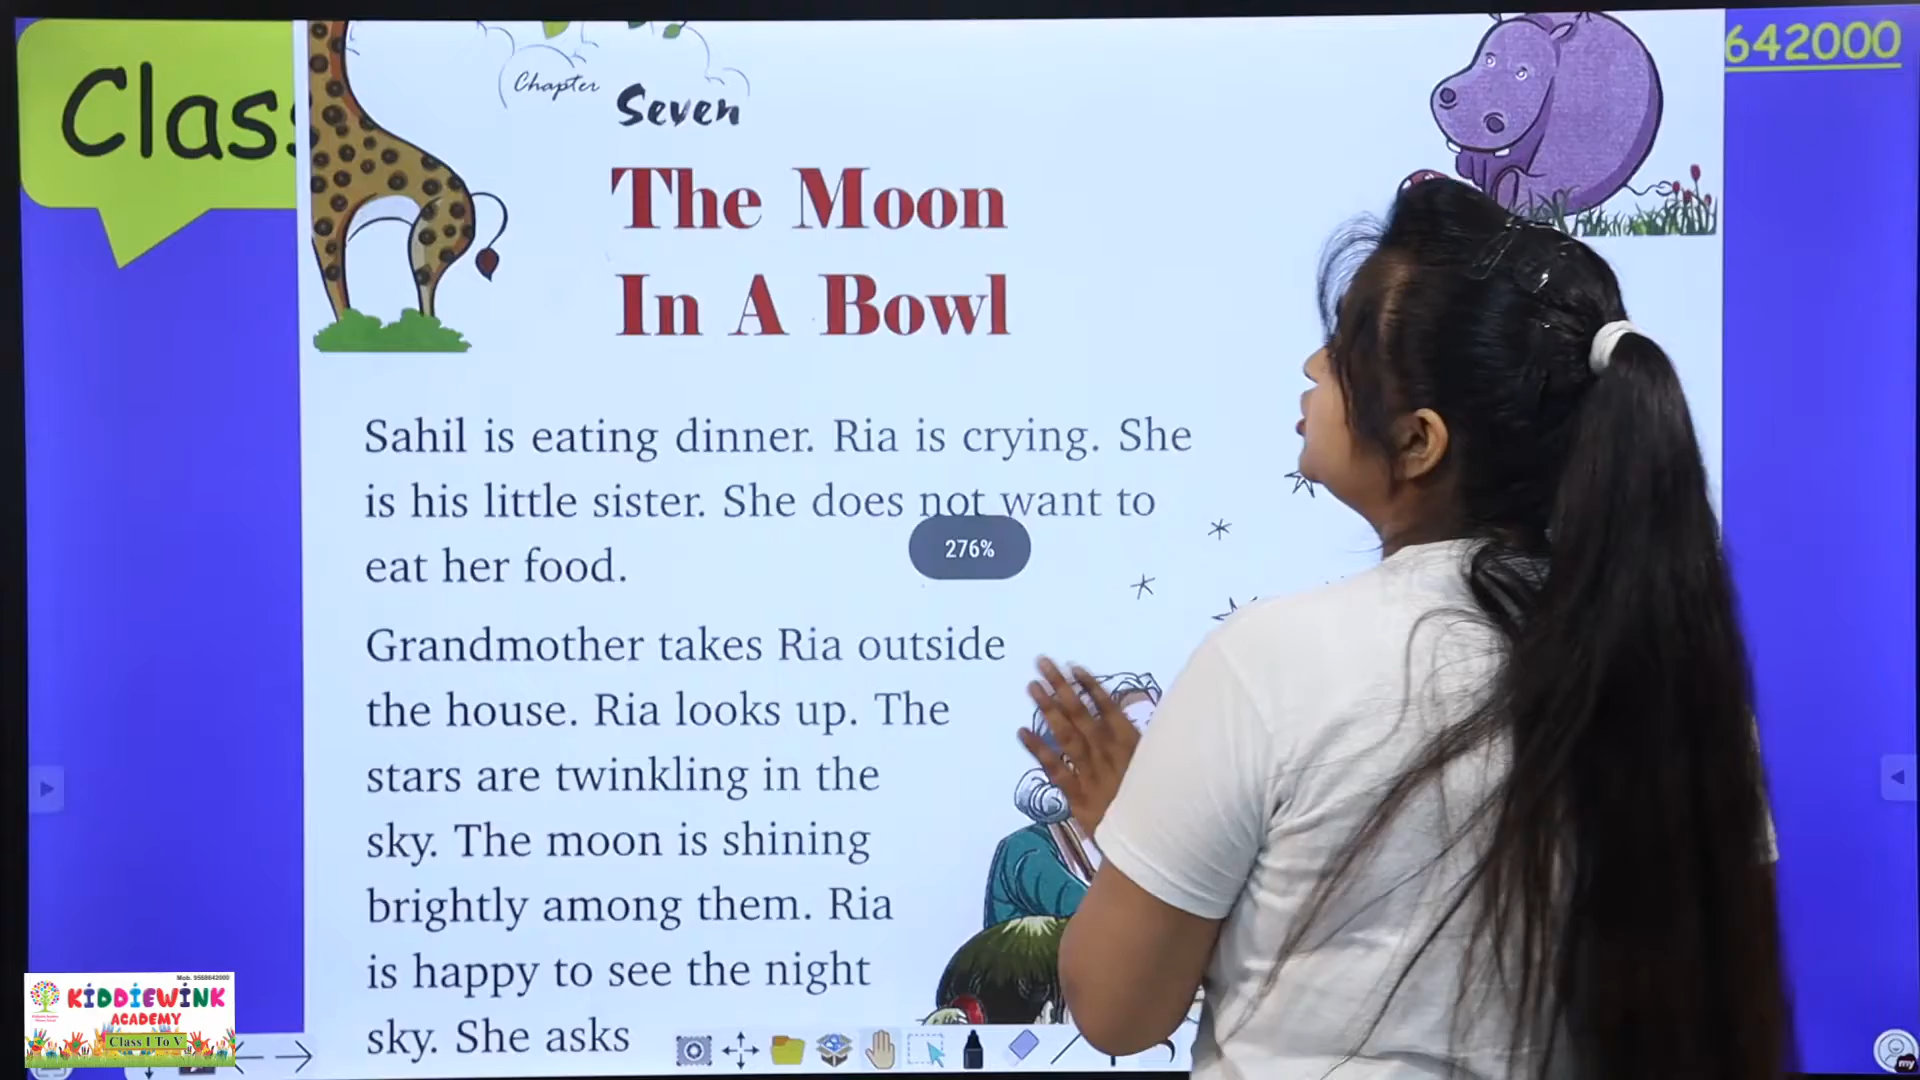 Clas
642000
Chapter
Seven
The Moon
In A Bowl
Sahil is eating dinner. Ria is crying. She
is his little sister. She does not want to
eat her food.
276%
Grandmother takes Ria outside
the house. Ria looks up. The
stars are twinkling in the
sky. The moon is shining
brightly among them. Ria
is happy to see the night
sky. She asks
Mob. 9558642000
KIDDIEWINK
ACADEMY
Class I To V
my